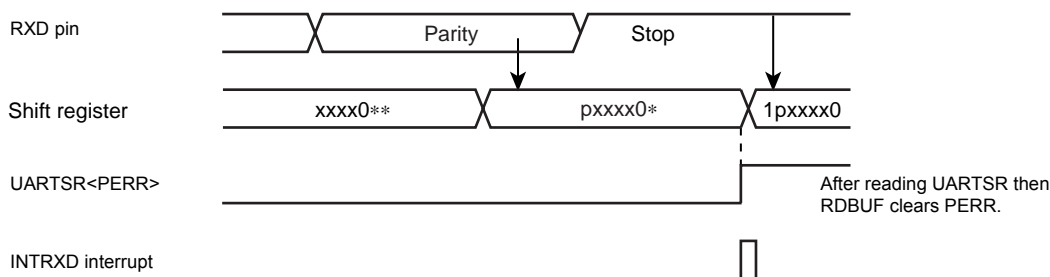 RXD pin
Parity
Stop
Shift register
xxxx0**
pxxxx0*
1pxxxx0
UARTSR<PERR>
After reading UARTSR then
RDBUF clears PERR.
INTRXD interrupt